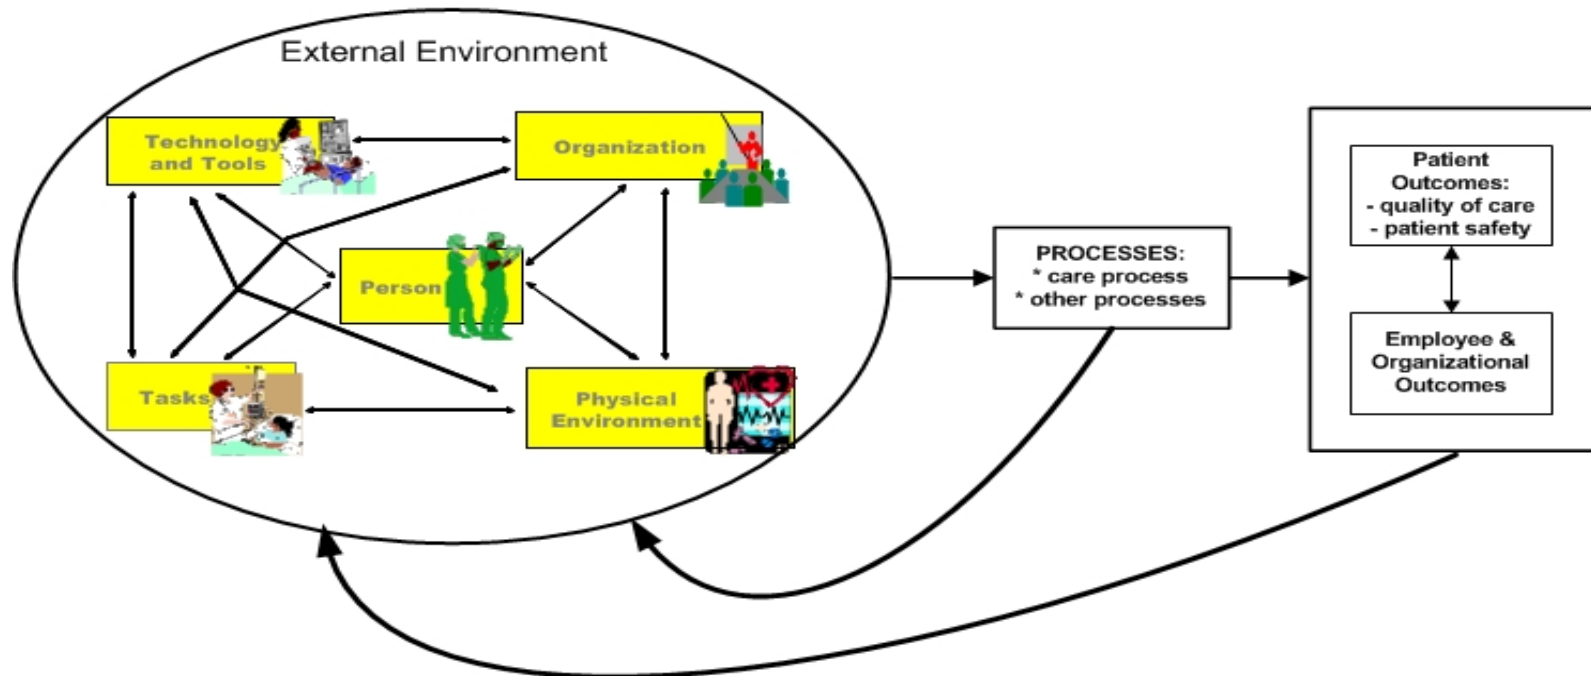 External Environment
Technology
and Tools
Organization
Person
Tasks
Physical
Environment
PROCESSES:
* care process
* other processes
Patient
Outcomes:
- quality of care
- patient safety
Employee &
Organizational
Outcomes